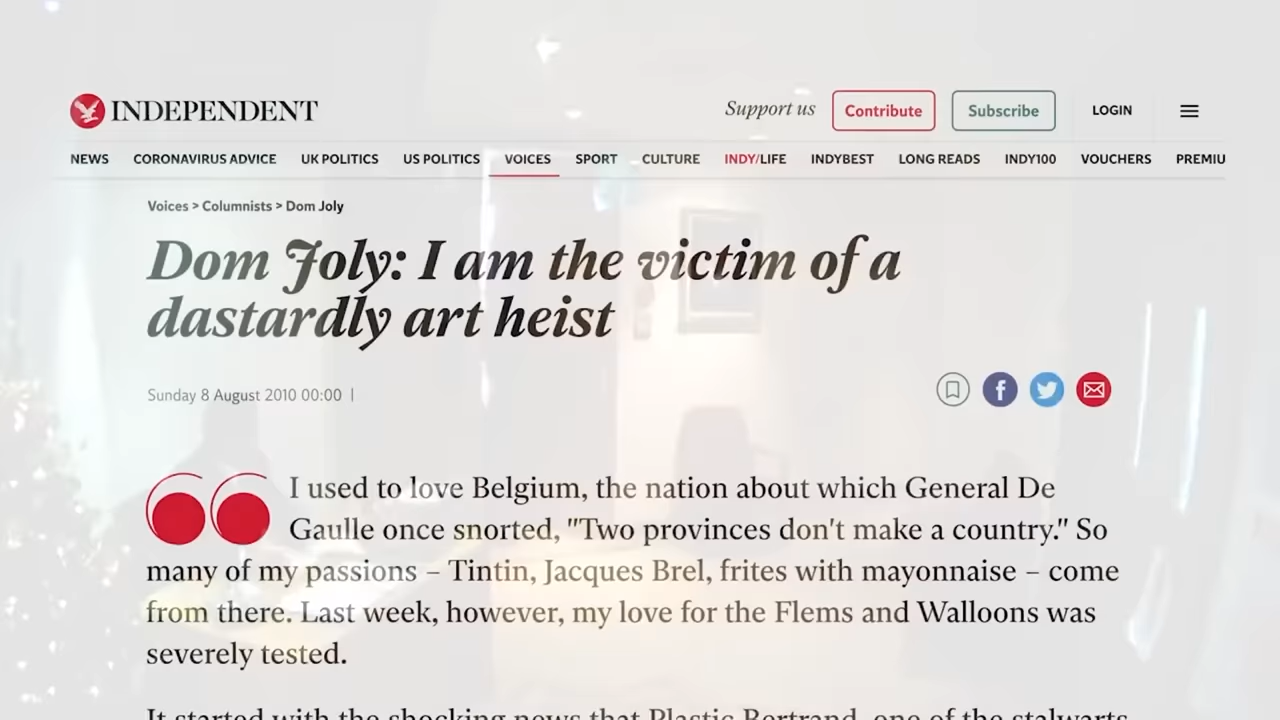 INDEPENDENT
Support us
Contribute
Subscribe
LOGIN
NEWS CORONAVIRUS ADVICE UK POLITICS US POLITICS VOICES SPORT CULTURE INDY/LIFE INDYBEST LONG READS INDY100 VOUCHERS PREMIU
Voices > Columnists > Dom Joly
Dom Joly: I am the victim of a
dastardly art heist
Sunday 8 August 2010 00:00 |
I used to love Belgium, the nation about which General De
Gaulle once snorted, "Two provinces don't make a country." So
many of my passions – Tintin, Jacques Brel, frites with mayonnaise – come
from there. Last week, however, my love for the Flems and Walloons was
severely tested.
It started with the shocking news that Plastic Bertrand, one of the stalwarts